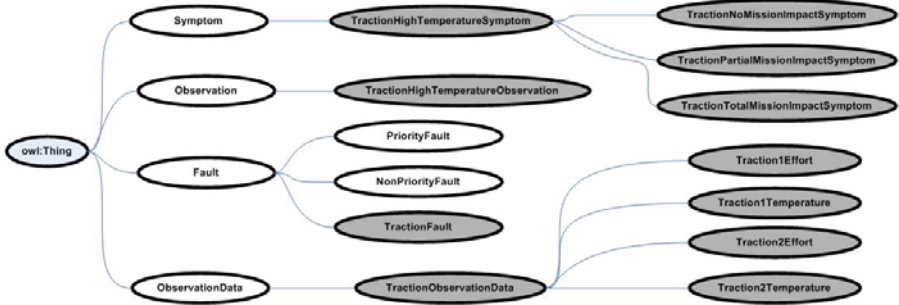 Symptom
TractionHighTemperatureSymptom
TractionNoMissionImpactSymptom
TractionPartialMissionImpactSymptom
TractionTotalMissionImpactSymptom
Observation
TractionHighTemperatureObservation
owl:Thing
Fault
PriorityFault
NonPriorityFault
TractionFault
ObservationData
TractionObservationData
Traction1Effort
Traction1Temperature
Traction2Effort
Traction2Temperature